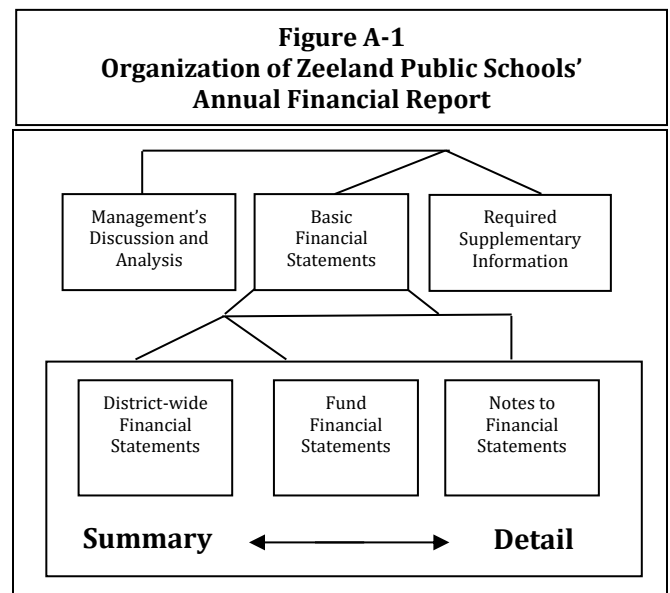 Figure A-1
Organization of Zeeland Public Schools’
Annual Financial Report
Management’s
Discussion and
Analysis
Basic
Financial
Statements
Required
Supplementary
Information
District-wide
Financial
Statements
Fund
Financial
Statements
Notes to
Financial
Statements
Summary
Detail